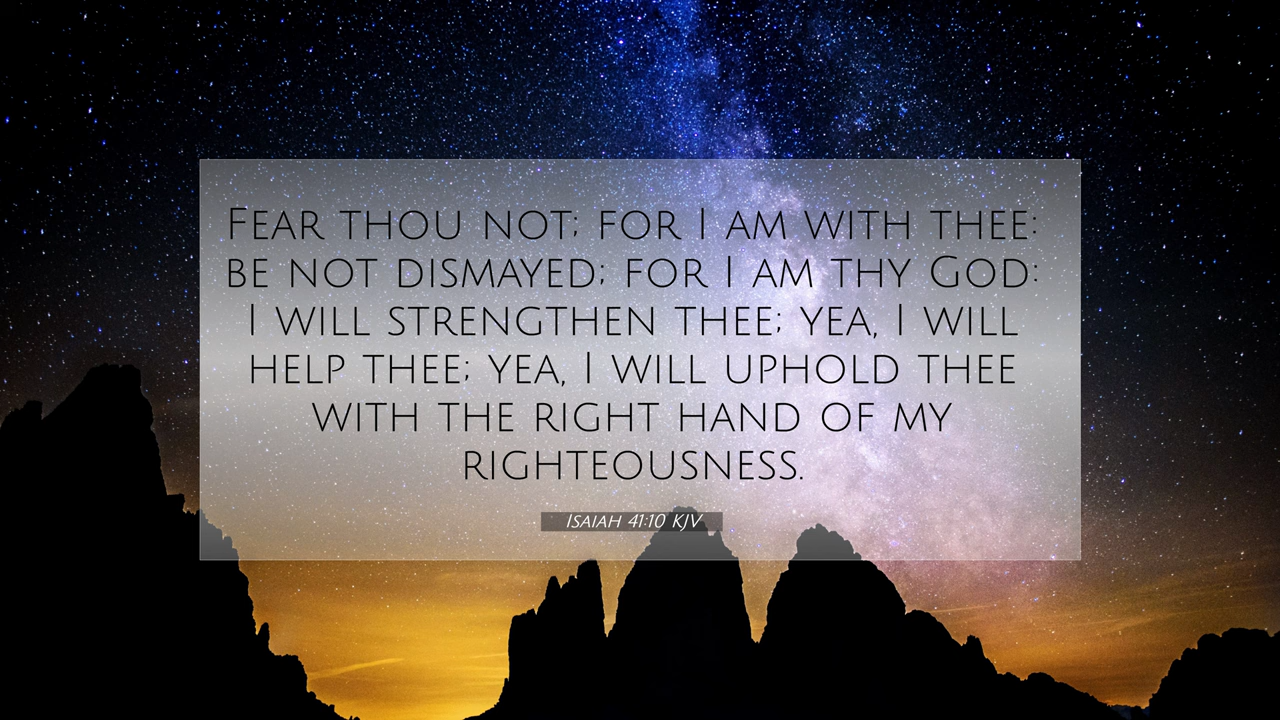 Fear thou not; for I am with thee:
be not dismayed; for I am thy God:
I will strengthen thee; yea, I will
help thee; yea, I will uphold thee
with the right hand of my
righteousness.
Isaiah 41:10 KJV